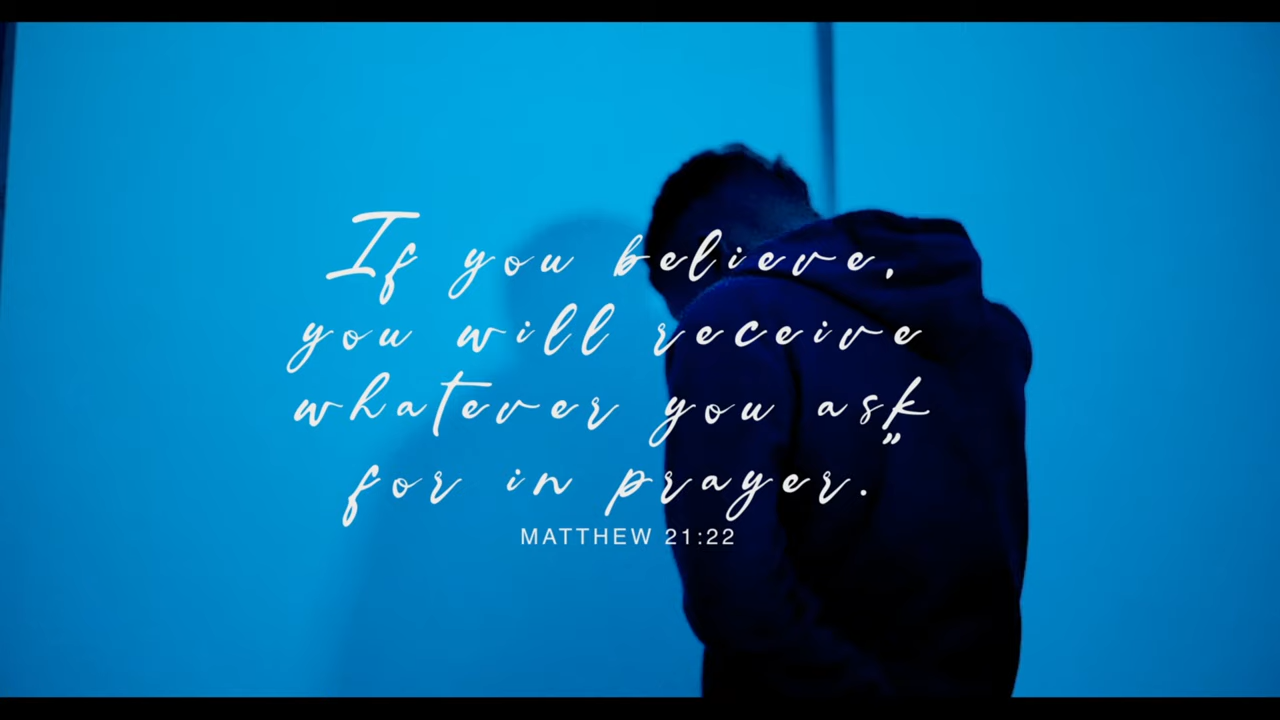 If you believe,
you will receive
whatever you ask
for in prayer.”
MATTHEW 21:22